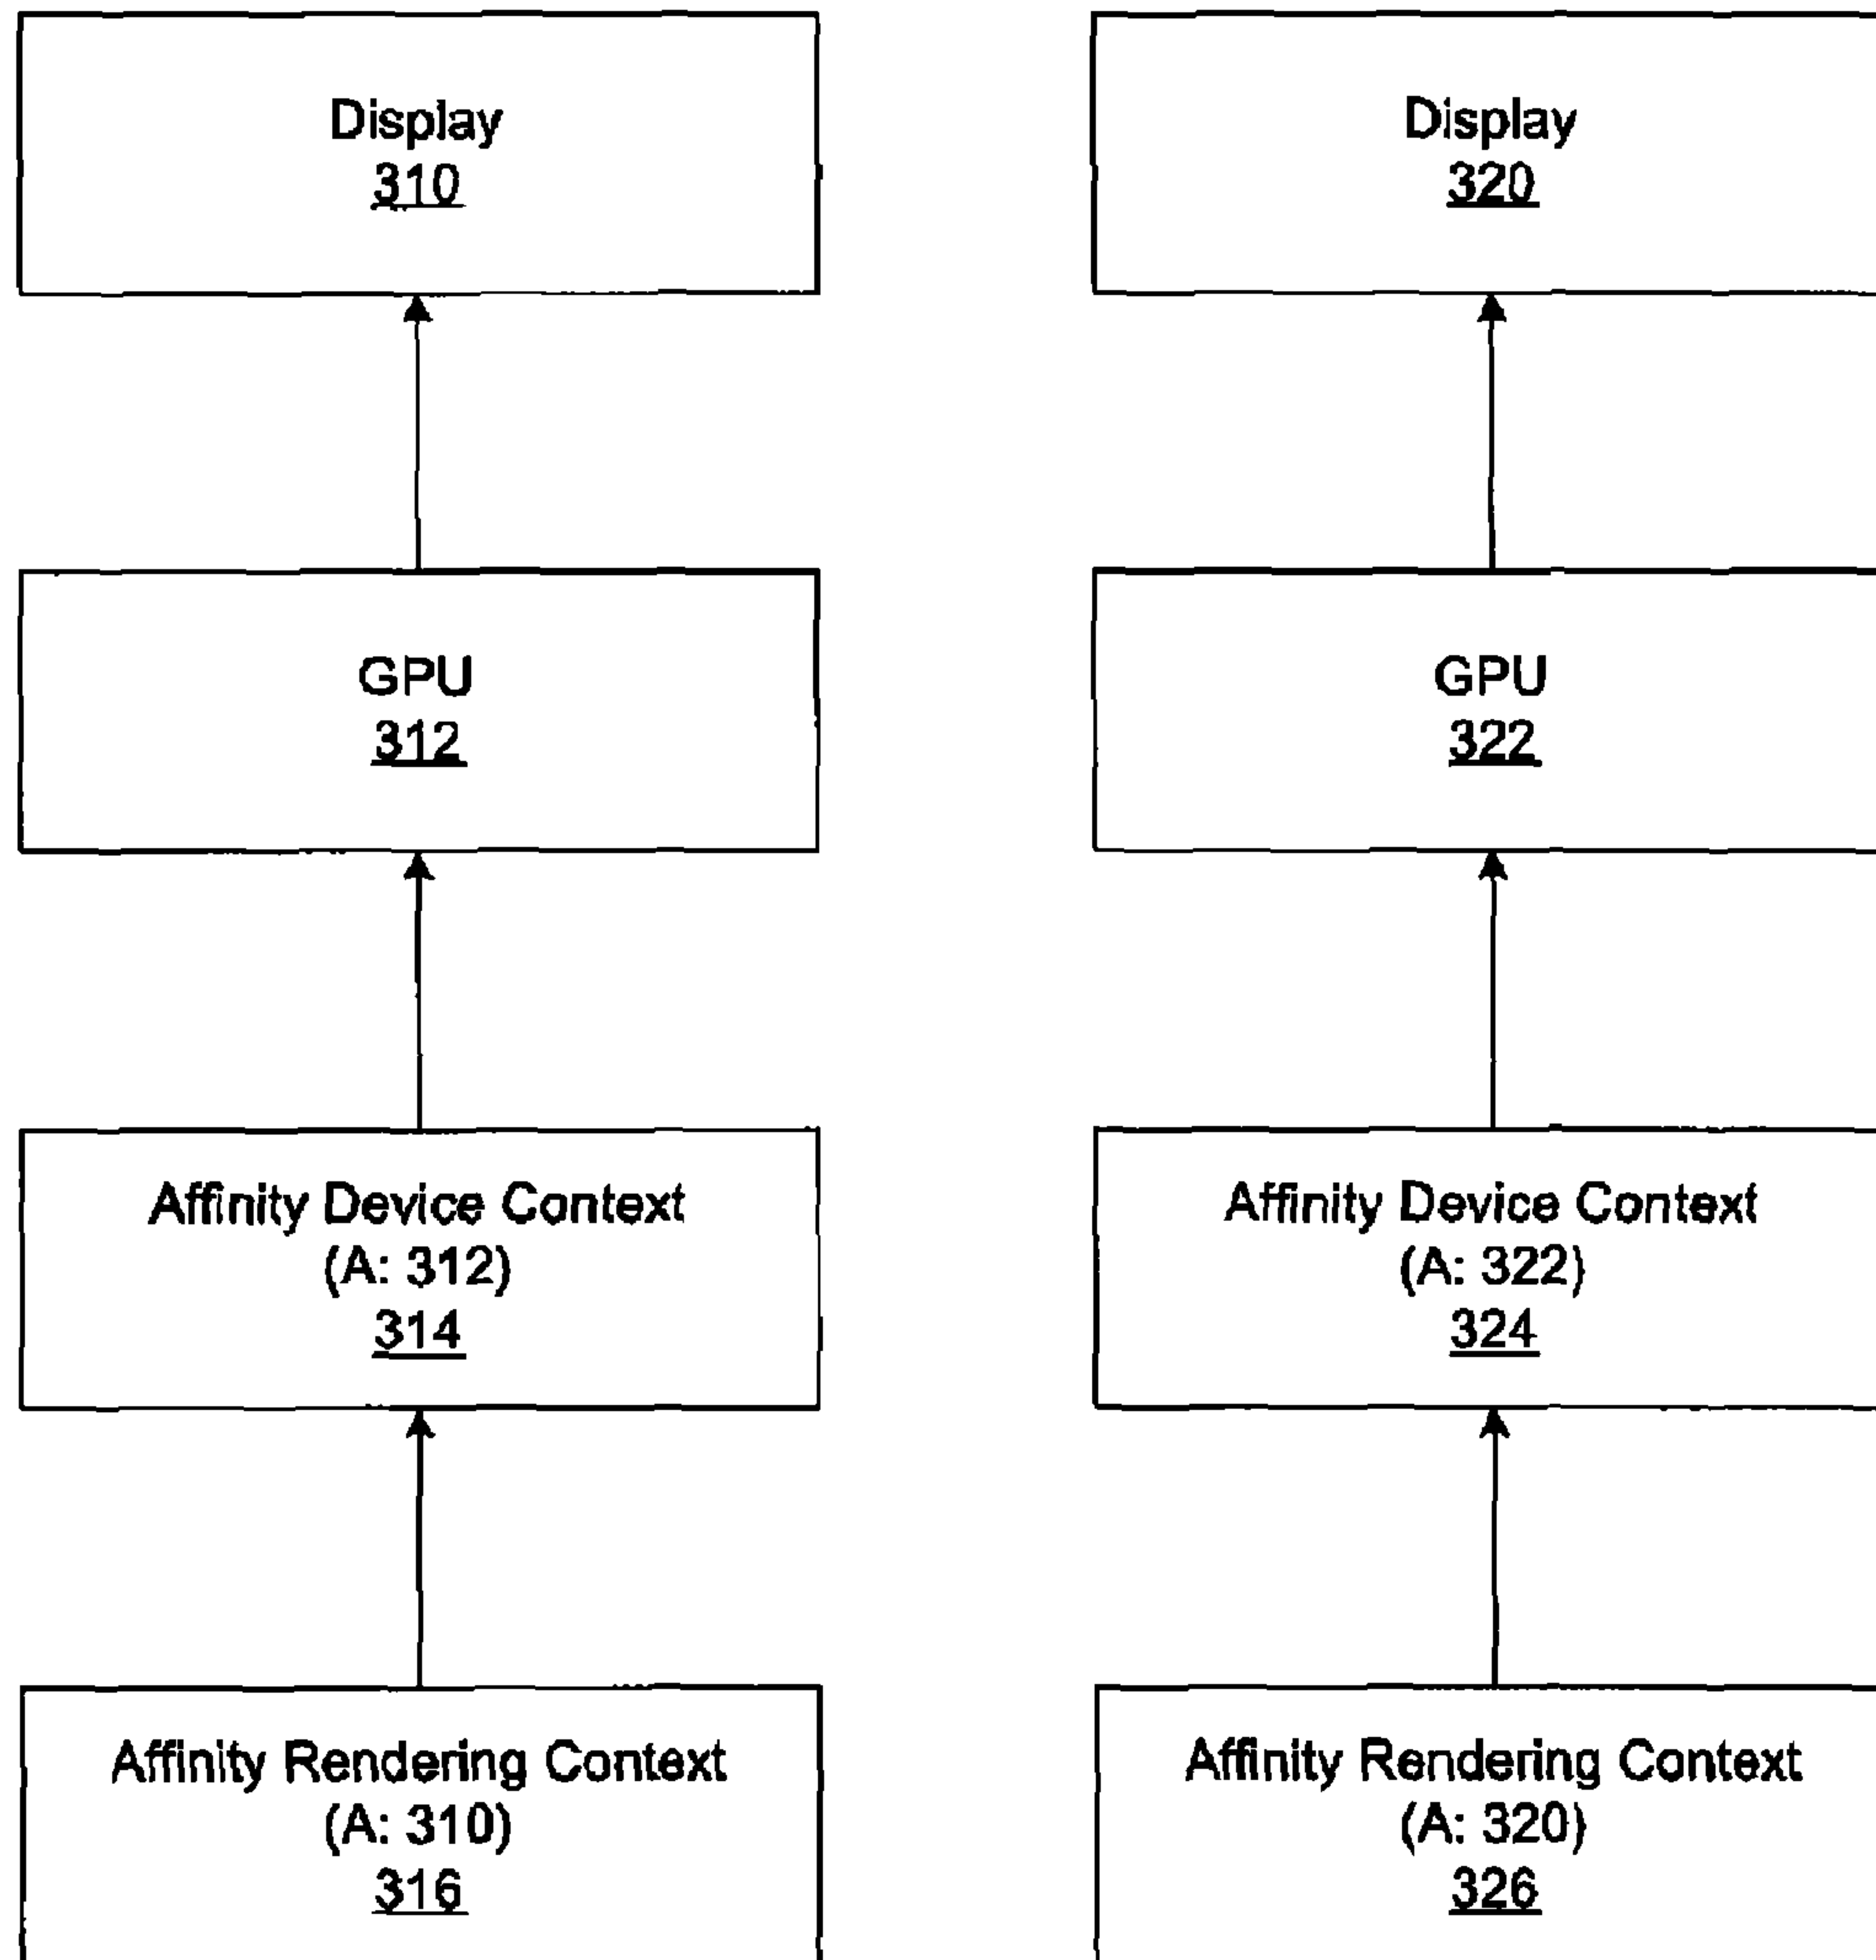 Display
310
Display
320
GPU
312
GPU
322
Affinity Device Context
(A: 312)
314
Affinity Device Context
(A: 322)
324
Affinity Rendering Context
(A: 310)
316
Affinity Rendering Context
(A: 320)
326